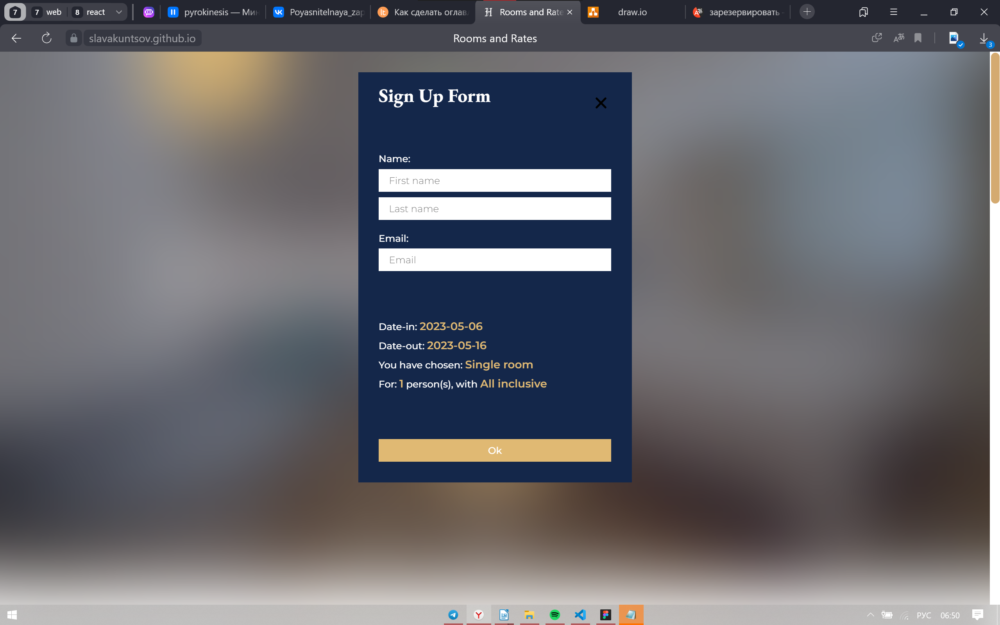 7 7 web 8 react pyrokinesis — Мин Poyasnitelnaya_zap Как сделать оглав Rooms and Rate draw.io зарезервировать -
slavakuntsov.github.io Rooms and Rates 3
Sign Up Form
Name:
First name
Last name
Email:
Email
Date-in: 2023-05-06
Date-out: 2023-05-16
You have chosen: Single room
For: 1 person(s), with All inclusive
Ok
РУС 06:50